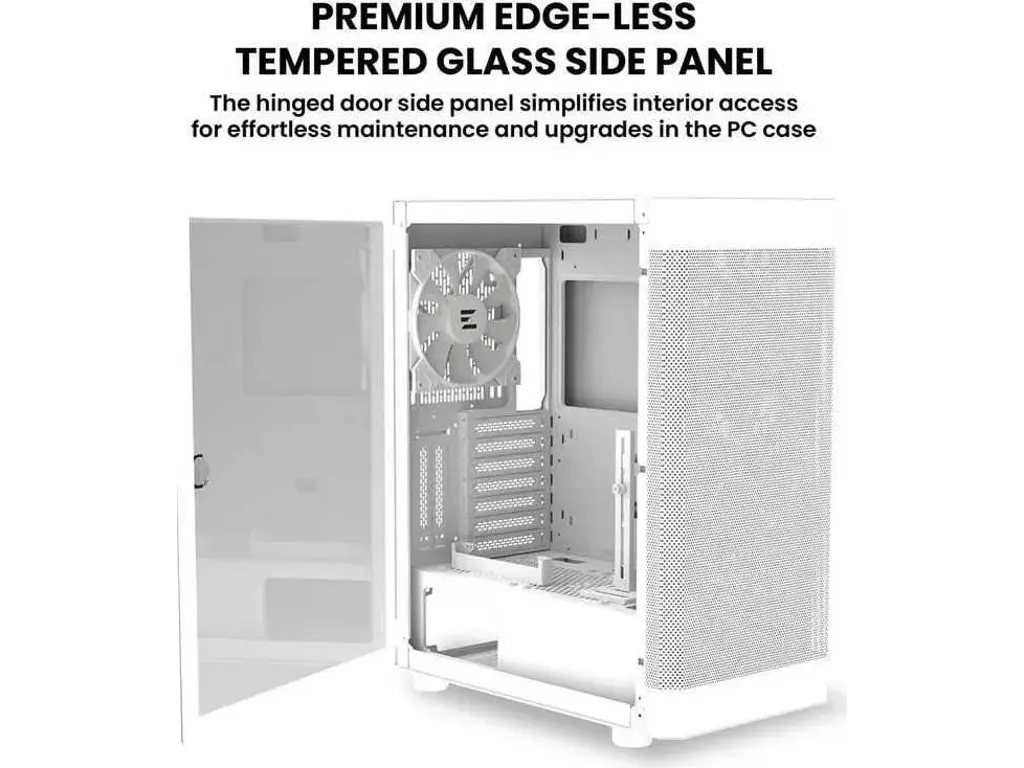 PREMIUM EDGE-LESS
TEMPERED GLASS SIDE PANEL
The hinged door side panel simplifies interior access
for effortless maintenance and upgrades in the PC case